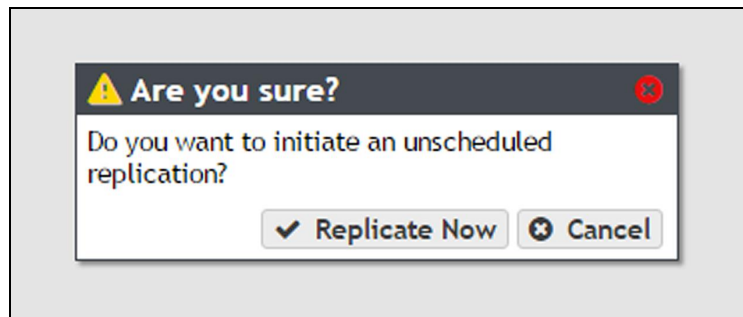 Are you sure?
Do you want to initiate an unscheduled
replication?
Replicate Now Cancel